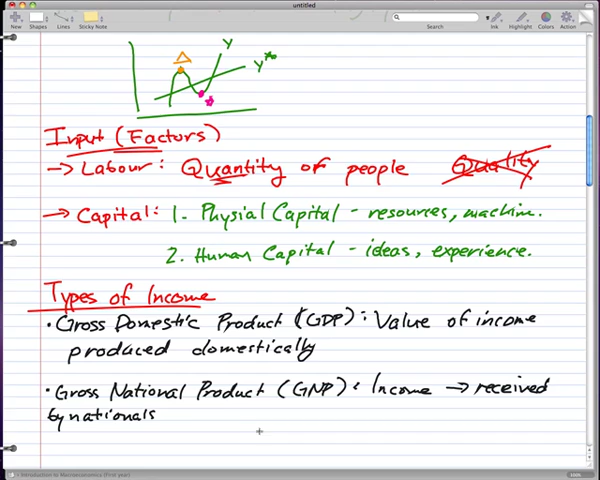 untitled
New Shapes Lines Sticky Note Search Ink Highlight Colors Action
Y
Y*
Input (Factors)
→ Labour: Quantity of people Quality
→ Capital: 1. Physial Capital - resources, machin.
2. Human Capital - ideas, experience.
Types of Income
• Gross Domestic Product (GDP): Value of income
produced domestically
• Gross National Product (GNP): Income → received
by nationals
Introduction to Macroeconomics (First year)
100%